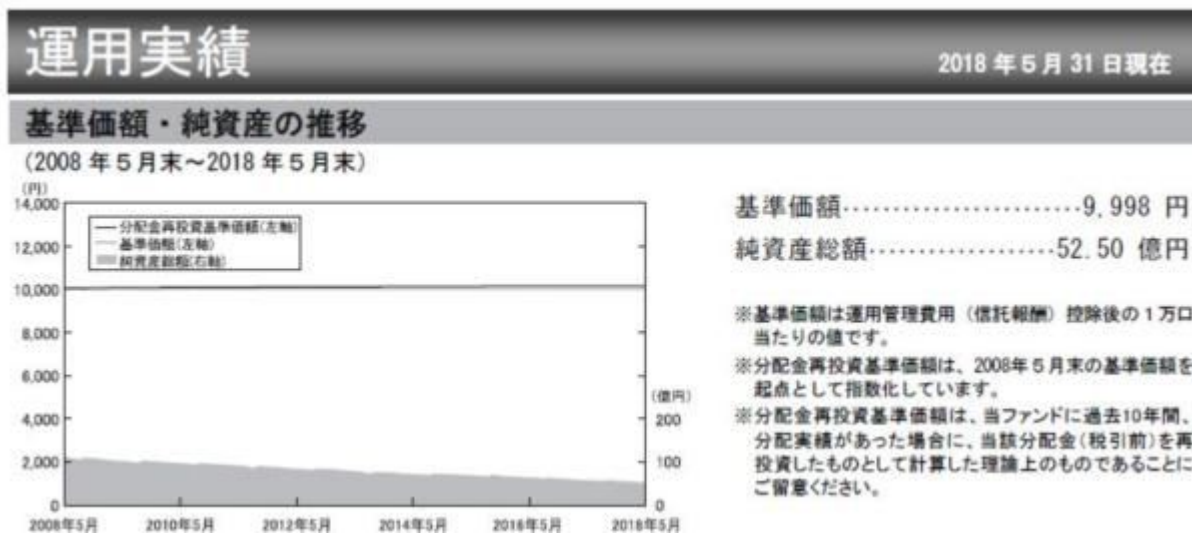 運用実績
2018 年 5 月 31 日現在
基準価額・純資産の推移
(2008 年 5 月末~2018 年 5 月末)
(円)
14,000
12,000
10,000
8,000
6,000
4,000
2,000
0
分配金再投資基準価額(左軸)
基準価額(左軸)
純資産総額(右軸)
(億円)
200
100
0
2008年5月 2010年5月 2012年5月 2014年5月 2016年5月 2018年5月
基準価額························9,998 円
純資産総額···················52.50 億円
※基準価額は運用管理費用（信託報酬）控除後の1万口
当たりの値です。
※分配金再投資基準価額は、2008年5月末の基準価額を
起点として指数化しています。
※分配金再投資基準価額は、当ファンドに過去10年間、
分配実績があった場合に、当該分配金(税引前)を再
投資したものとして計算した理論上のものであることに
ご留意ください。